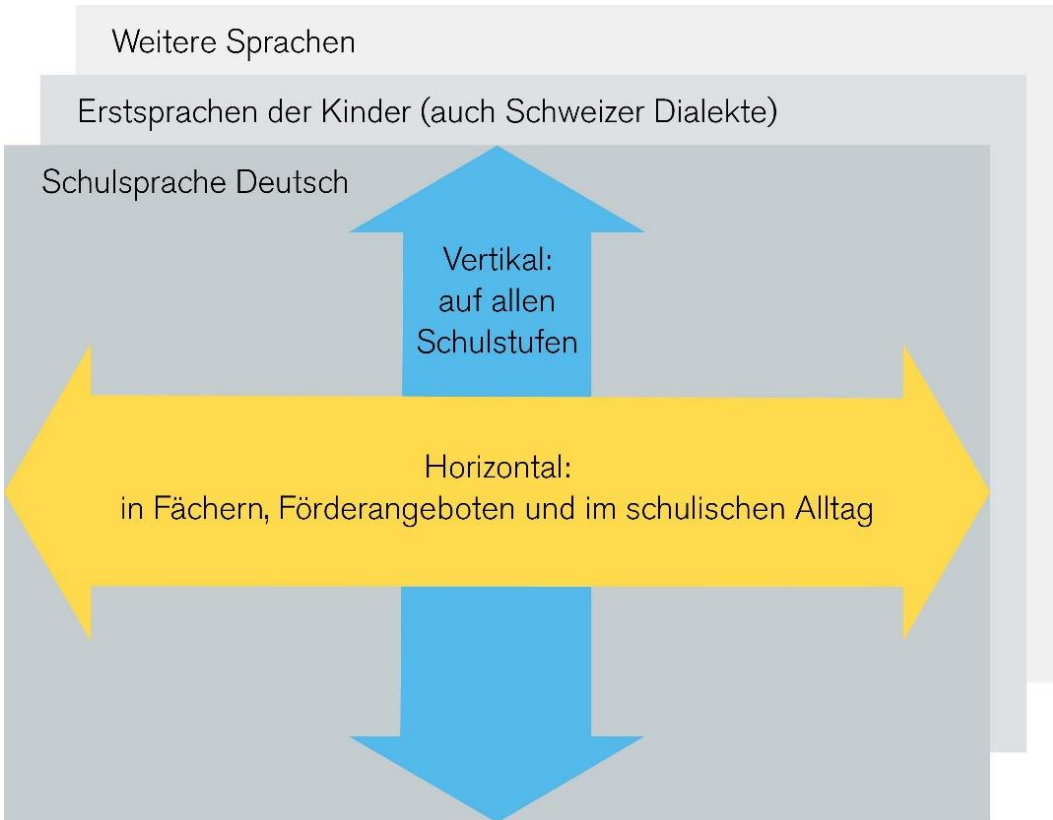 Weitere Sprachen
Erstsprachen der Kinder (auch Schweizer Dialekte)
Schulsprache Deutsch
Vertikal:
auf allen
Schulstufen
Horizontal:
in Fächern, Förderangeboten und im schulischen Alltag